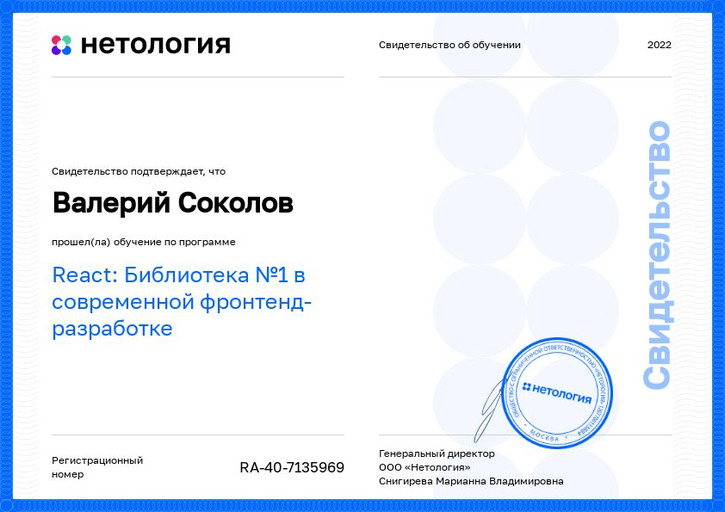 нетология
Свидетельство об обучении
2022
Свидетельство подтверждает, что
Валерий Соколов
прошел(ла) обучение по программе
React: Библиотека №1 в
современной фронтенд-
разработке
Свидетельство
ОБЩЕСТВО С ОГРАНИЧЕННОЙ ОТВЕТСТВЕННОСТЬЮ «НЕТОЛОГИЯ»
нетология
МОСКВА
Регистрационный
номер
RA-40-7135969
Генеральный директор
ООО «Нетология»
Снигирева Марианна Владимировна